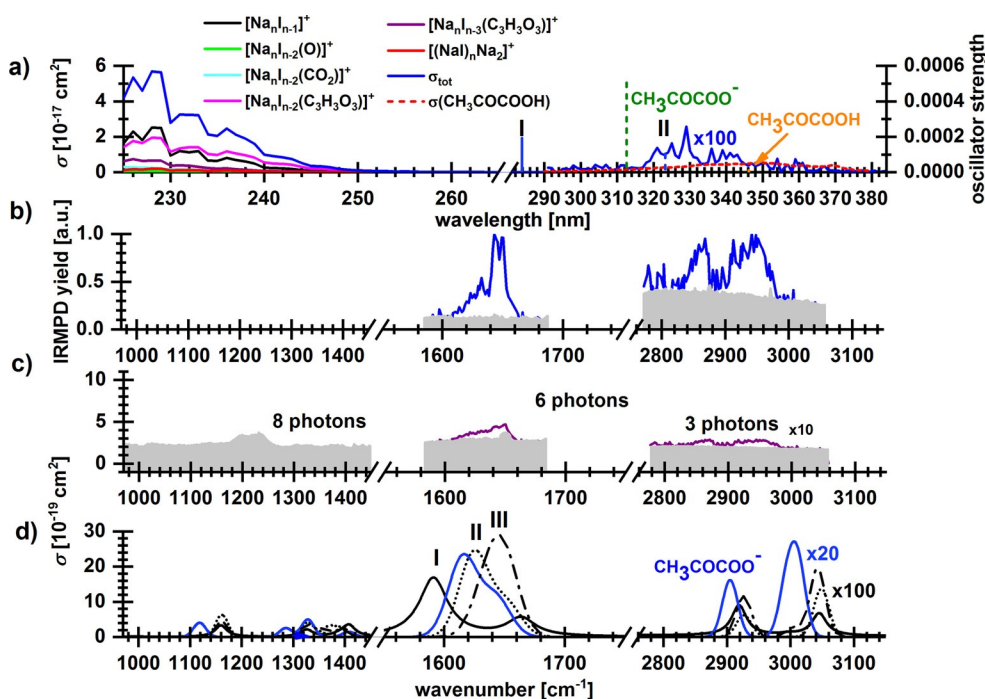 [NanIn-1]+
[NanIn-3(C3H3O3)]+
[NanIn-2(O)]+
[(NaI)nNa2]+
[NanIn-2(CO2)]+
σtot
[NanIn-2(C3H3O3)]+
σ(CH3COCOOH)
a)
6
4
2
0
σ [10-17 cm2]
I
CH3COCOO-
II
x100
CH3COCOOH
0.0006
0.0004
0.0002
0.0000
oscillator strength
230 240 250 260 285 290 300 310 320 330 340 350 360 370 380
wavelength [nm]
b)
IRMPD yield [a.u.]
1.0
0.5
0.0
1000 1100 1200 1300 1400 1600 1700 2800 2900 3000 3100
c)
10
5
0
8 photons
6 photons
3 photons x10
1000 1100 1200 1300 1400 1600 1700 2800 2900 3000 3100
σ [10-19 cm2]
d)
30
20
10
0
I
II
III
CH3COCOO-
x20
x100
1000 1100 1200 1300 1400 1600 1700 2800 2900 3000 3100
wavenumber [cm-1]